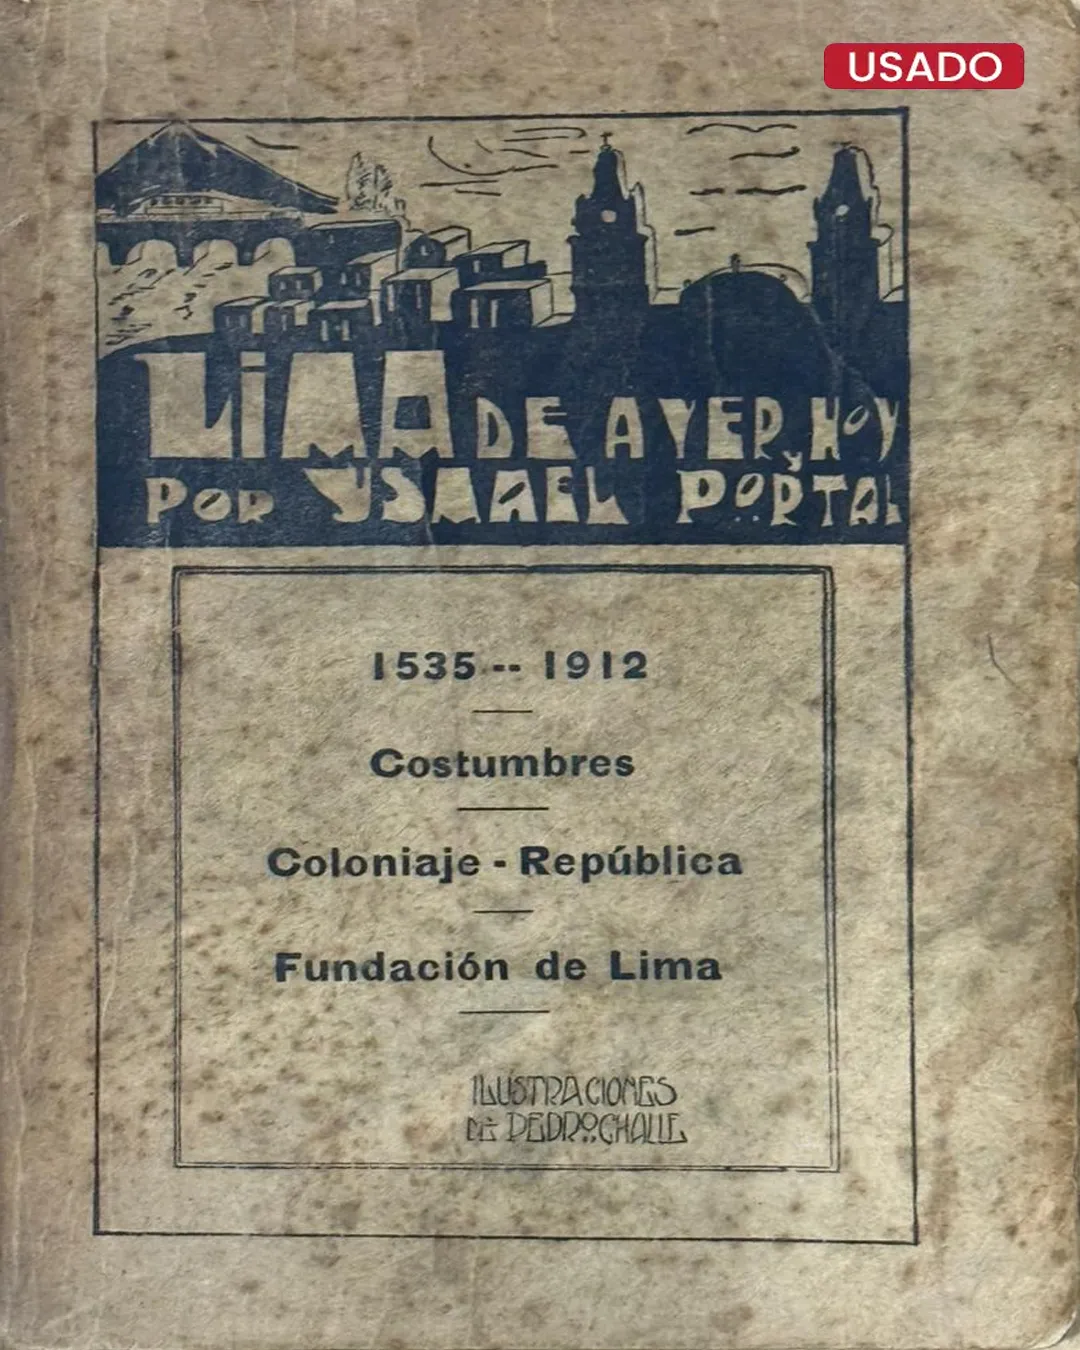 USADO
LIMA DE AYER Y HOY
POR YSMAEL PORTAL
1535 -- 1912
Costumbres
Coloniaje - República
Fundación de Lima
ILUSTRACIONES
DE PEDRO CHALLE